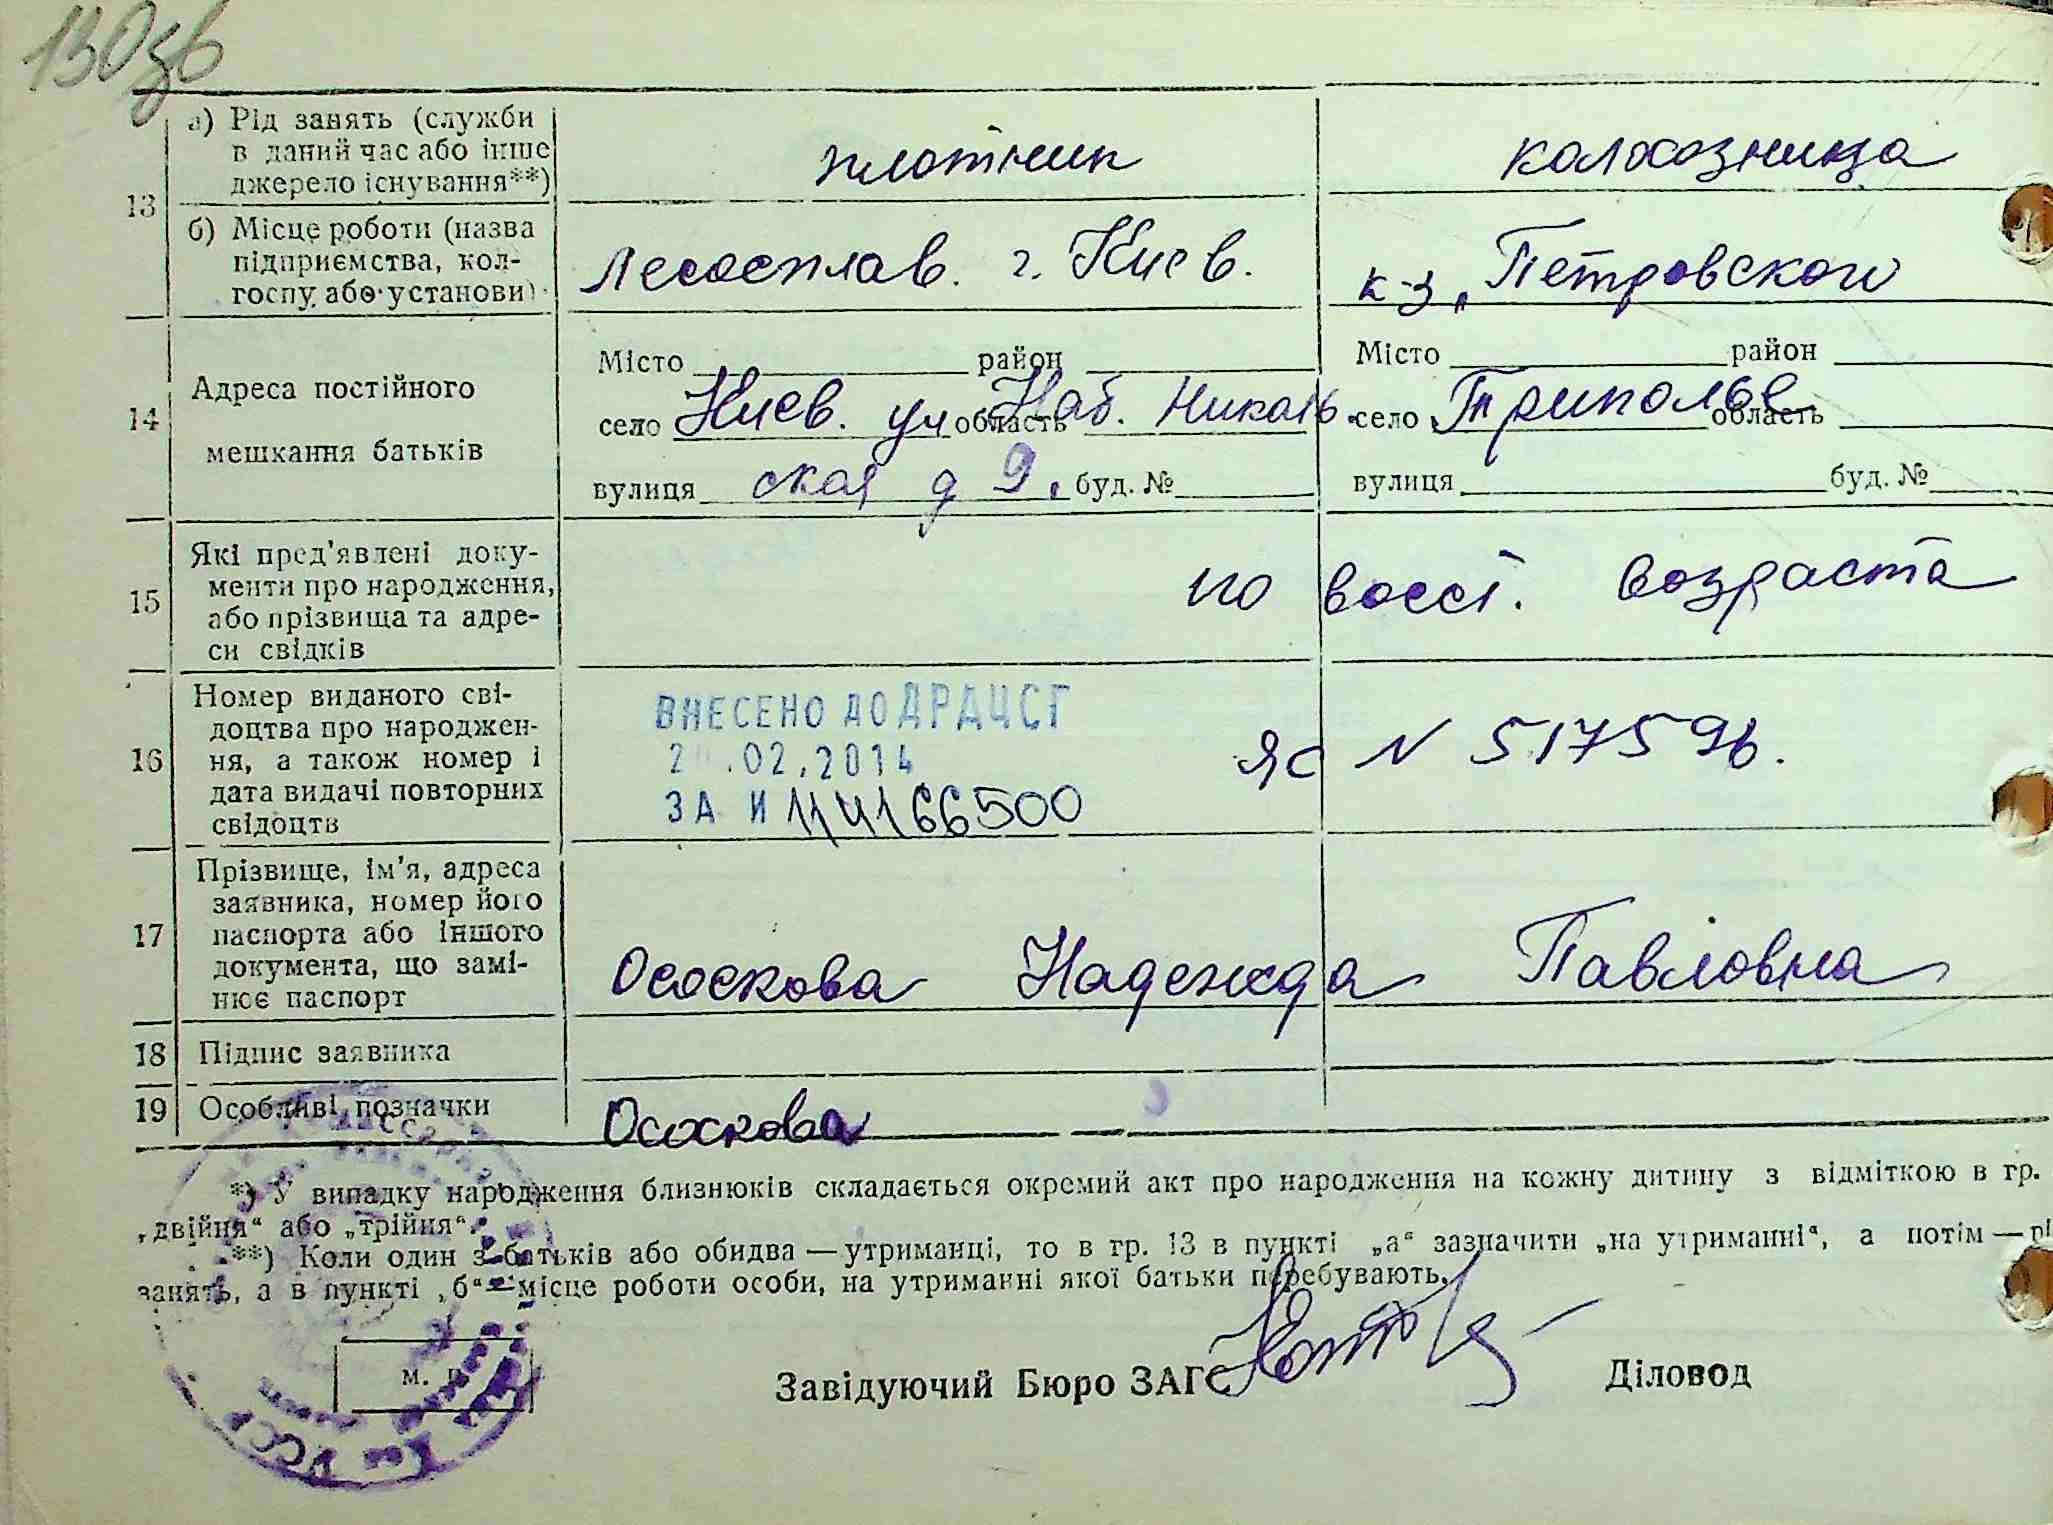 130зв
13
а) Рід занять (служби в даний час або інше джерело існування**)
плотник
колхозница
б) Місце роботи (назва підприємства, колгоспу або установи)
Лесосплав. г. Киев.
к-з „Петровского
14
Адреса постійного мешкання батьків
Місто район
село Киев. ул область Наб. Николь-
вулиця ская д 9. буд. №
Місто район
село Триполье область
вулиця буд. №
15
Які пред'явлені документи про народження, або прізвища та адреси свідків
по восст. возраста
16
Номер виданого свідоцтва про народження, а також номер і дата видачі повторних свідоцтв
ВНЕСЕНО ДО ДРАЦСГ
.02.2014
ЗА
ЯС N 517596.
17
Прізвище, ім'я, адреса заявника, номер його паспорта або іншого документа, що замінює паспорт
Ососкова Надежда Павловна
18 Підпис заявника
19 Особливі позначки
Ососкова
*) У випадку народження близнюків складається окремий акт про народження на кожну дитину з відміткою в гр.
„двійня“ або „трійня“.
**) Коли один з батьків або обидва — утриманці, то в гр. 13 в пункті „а“ зазначити „на утриманні“, а потім — рі
занять, а в пункті „б“ — місце роботи особи, на утриманні якої батьки перебувають.
м. п.
Завідуючий Бюро ЗАГС
Діловод
УССР